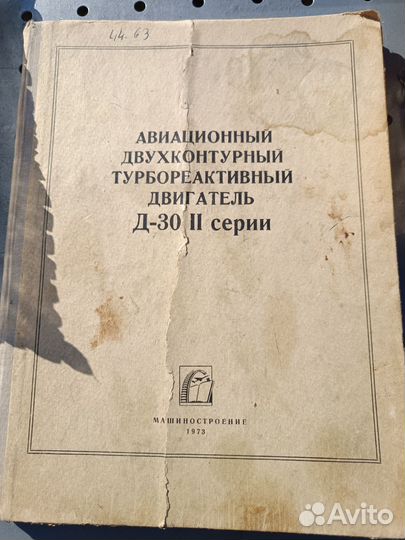 44-63
АВИАЦИОННЫЙ
ДВУХКОНТУРНЫЙ
ТУРБОРЕАКТИВНЫЙ
ДВИГАТЕЛЬ
Д-30 II серии
МАШИНОСТРОЕНИЕ
1973
Avito